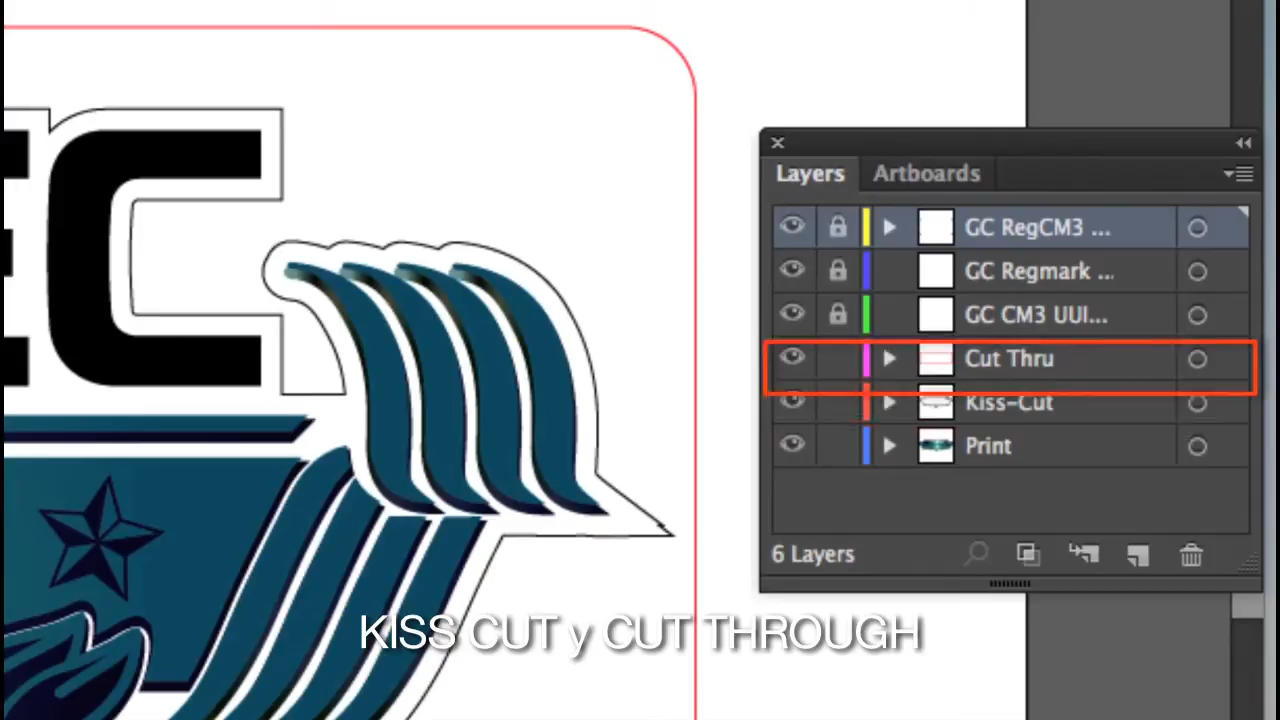 EC
Layers Artboards
GC RegCM3 ...
GC Regmark ...
GC CM3 UUI...
Cut Thru
Kiss-Cut
Print
6 Layers
KISS CUT y CUT THROUGH